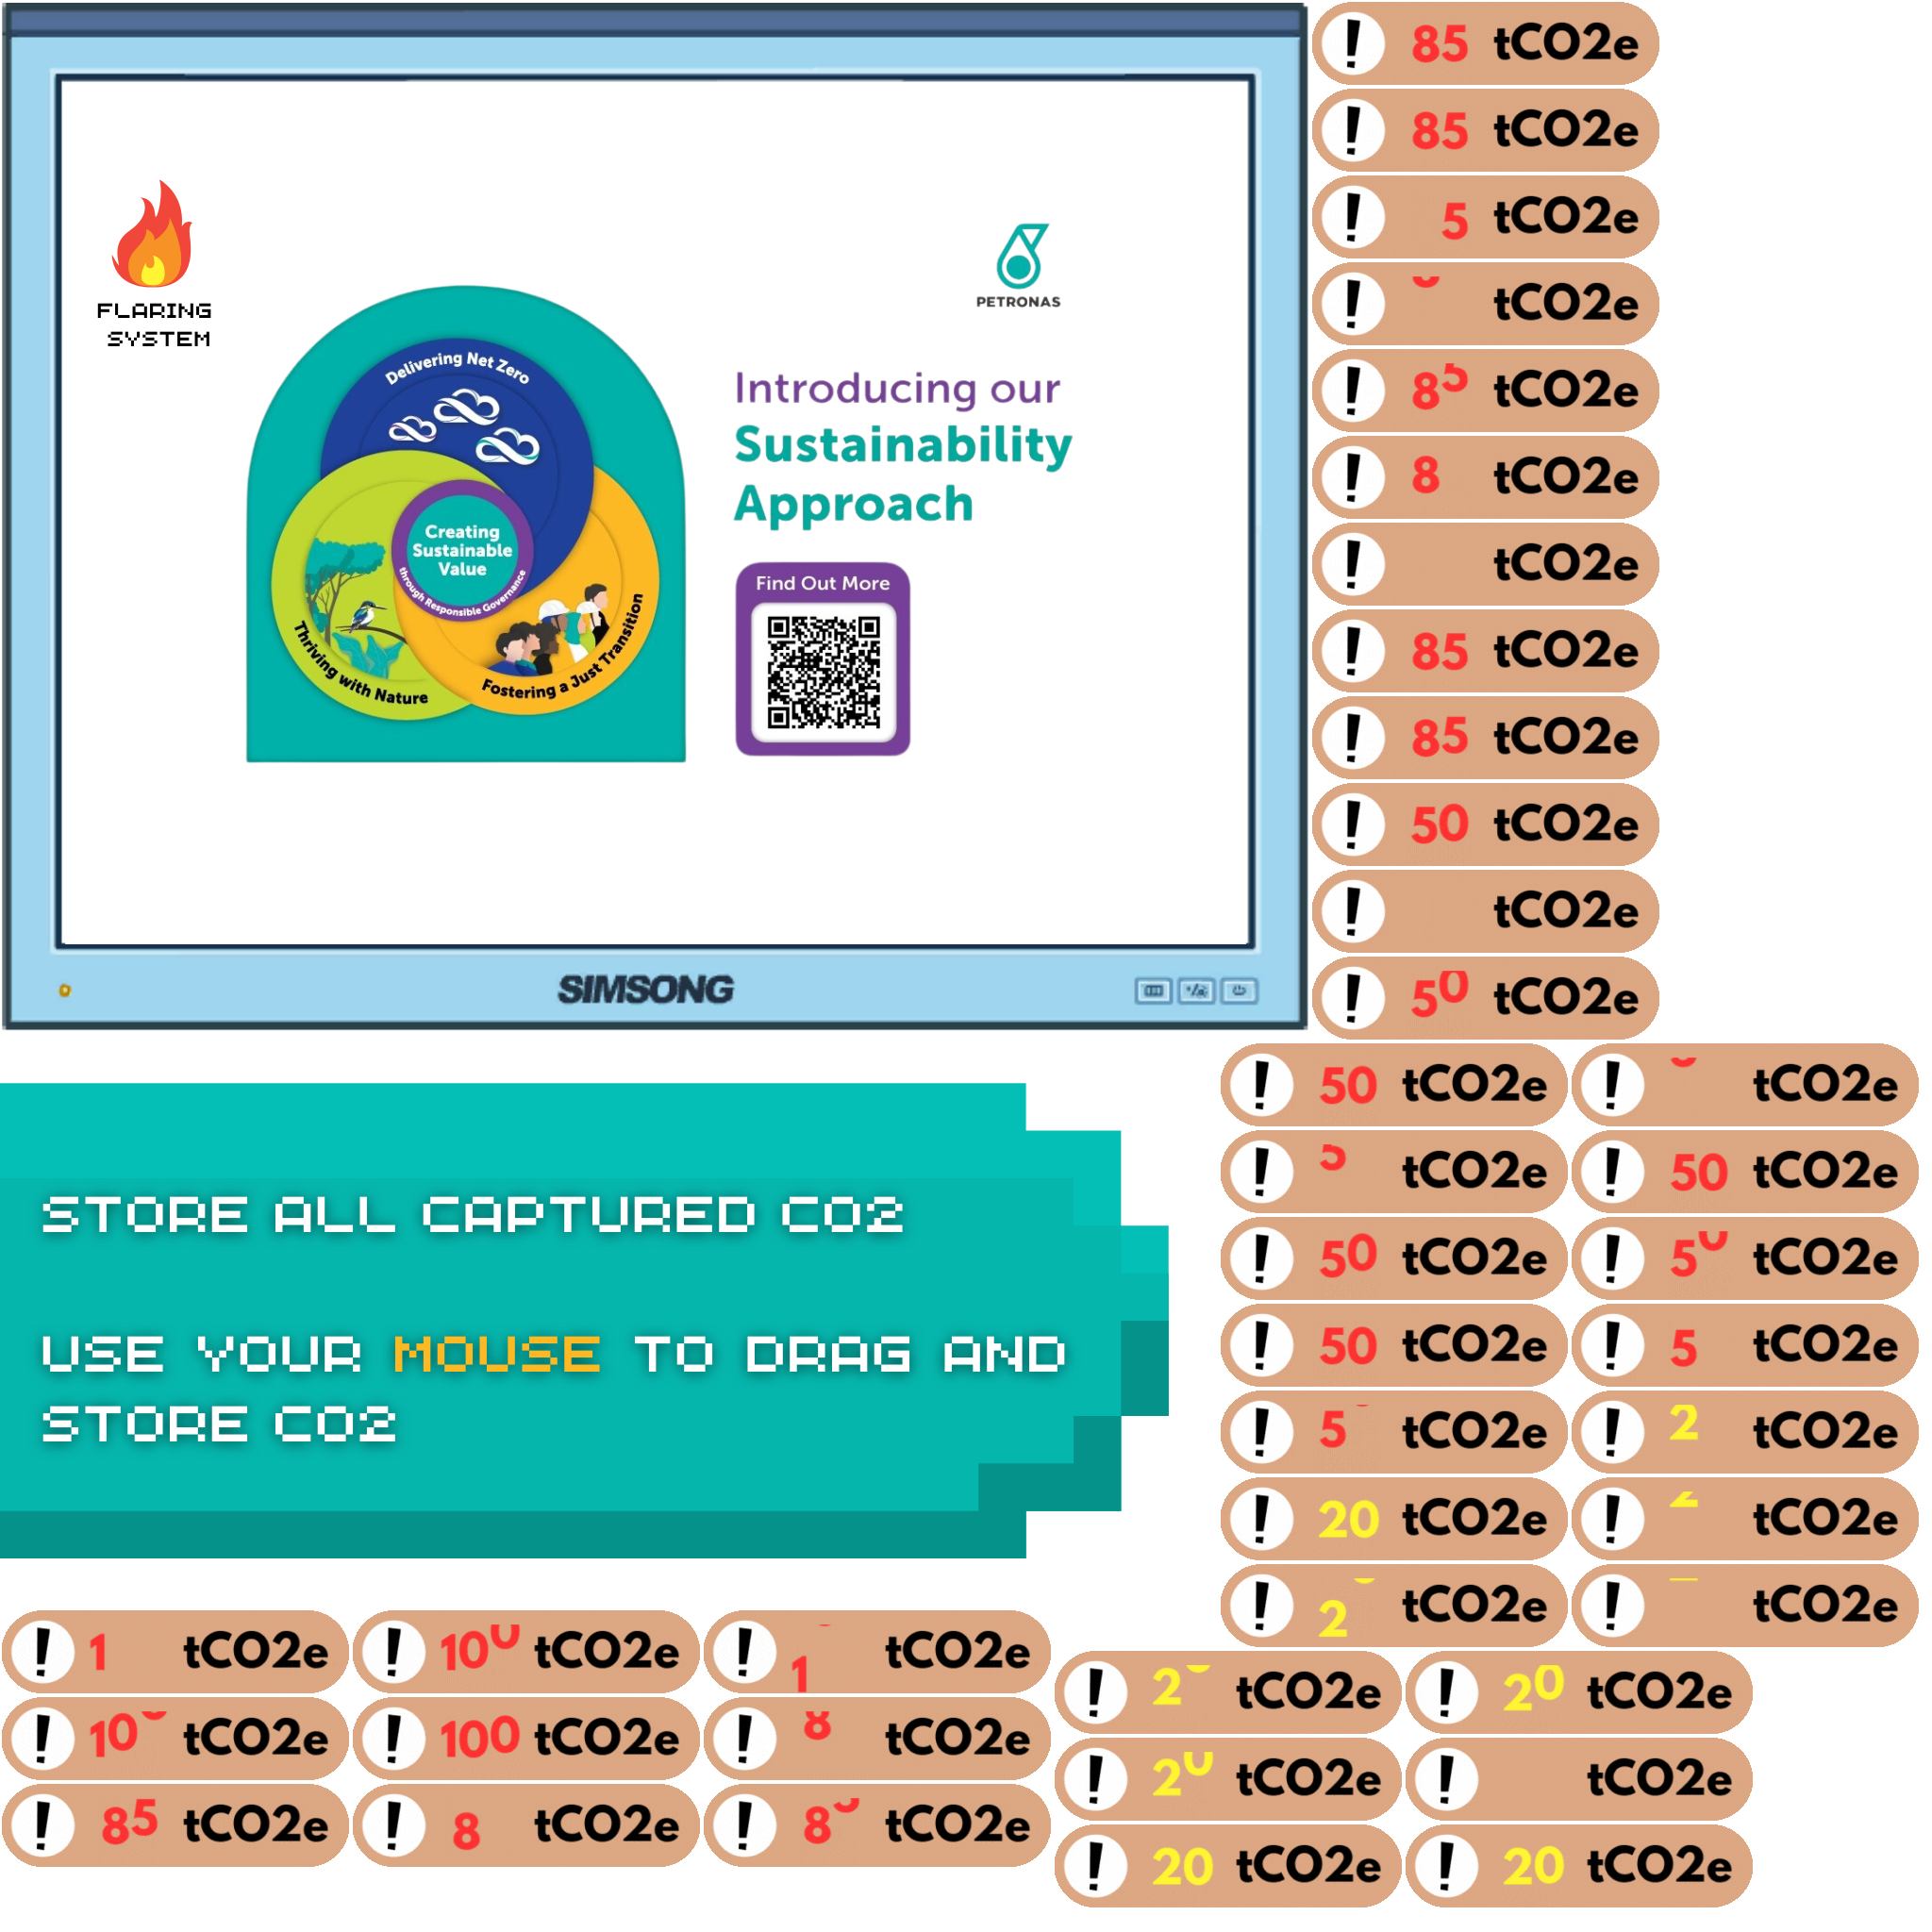 FLARING
SYSTEM
PETRONAS
Delivering Net Zero
Creating
Sustainable
Value
through Responsible Governance
Thriving with Nature
Fostering a Just Transition
Introducing our
Sustainability
Approach
Find Out More
SIMSONG
! 85 tCO2e
! 85 tCO2e
! 5 tCO2e
! tCO2e
! 85 tCO2e
! 8 tCO2e
! tCO2e
! 85 tCO2e
! 85 tCO2e
! 50 tCO2e
! tCO2e
! 50 tCO2e
! 50 tCO2e ! tCO2e
! 5 tCO2e ! 50 tCO2e
! 50 tCO2e ! 50 tCO2e
! 50 tCO2e ! 5 tCO2e
! 5 tCO2e ! 2 tCO2e
! 20 tCO2e ! 2 tCO2e
! 2 tCO2e ! tCO2e
STORE ALL CAPTURED CO2
USE YOUR MOUSE TO DRAG AND
STORE CO2
! 1 tCO2e ! 100 tCO2e ! 1 tCO2e
! 10 tCO2e ! 100 tCO2e ! 8 tCO2e
! 85 tCO2e ! 8 tCO2e ! 8 tCO2e
! 2 tCO2e ! 20 tCO2e
! 20 tCO2e ! tCO2e
! 20 tCO2e ! 20 tCO2e